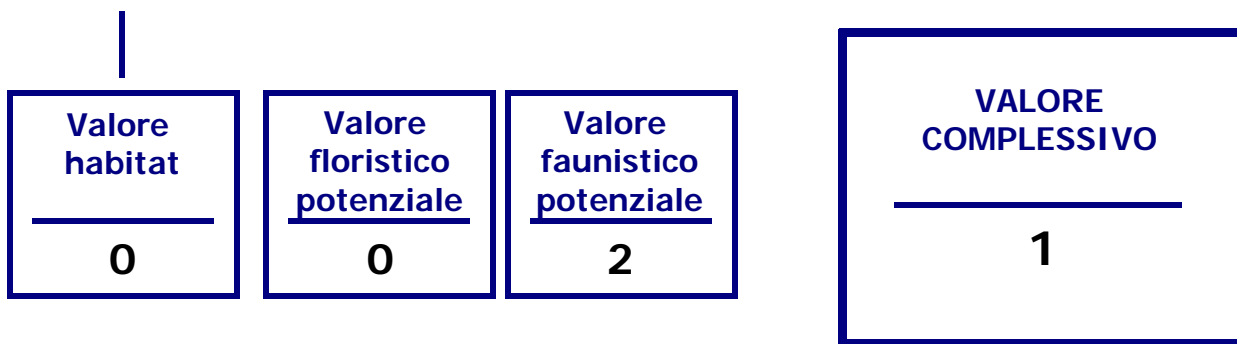 Valore
habitat
0
Valore
floristico
potenziale
0
Valore
faunistico
potenziale
2
VALORE
COMPLESSIVO
1